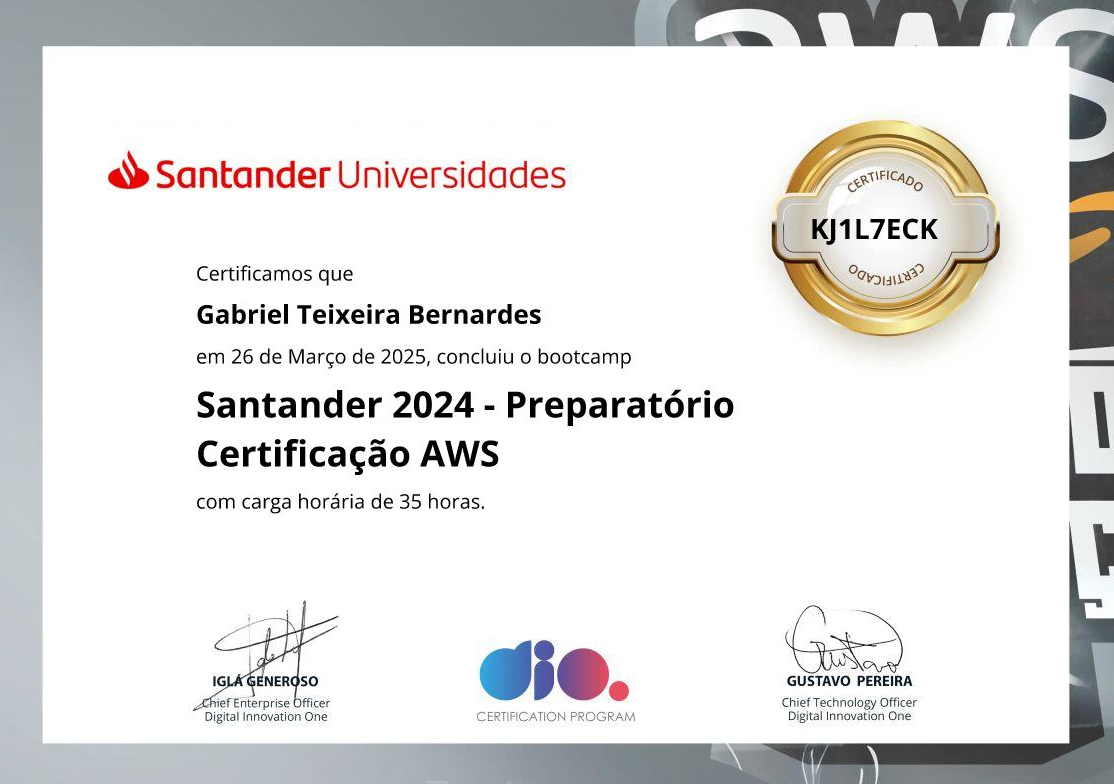 aws
Santander Universidades
CERTIFICADO
KJ1L7ECK
CERTIFICADO
Certificamos que
Gabriel Teixeira Bernardes
em 26 de Março de 2025, concluiu o bootcamp
Santander 2024 - Preparatório
Certificação AWS
com carga horária de 35 horas.
IGLÁ GENEROSO
Chief Enterprise Officer
Digital Innovation One
dio.
CERTIFICATION PROGRAM
Gustavo
GUSTAVO PEREIRA
Chief Technology Officer
Digital Innovation One